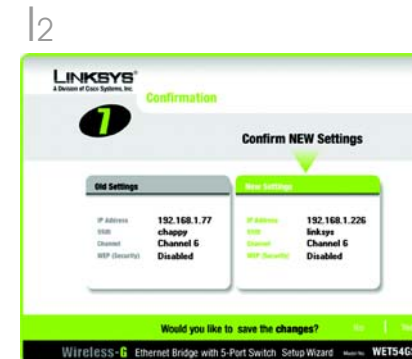 12
LINKSYS®
A Division of Cisco Systems, Inc.
Confirmation
7
Confirm NEW Settings
Old Settings
IP Address 192.168.1.77
SSID chappy
Channel Channel 6
WEP (Security) Disabled
New Settings
IP Address 192.168.1.226
SSID linksys
Channel Channel 6
WEP (Security) Disabled
Would you like to save the changes?
Wireless-G Ethernet Bridge with 5-Port Switch Setup Wizard